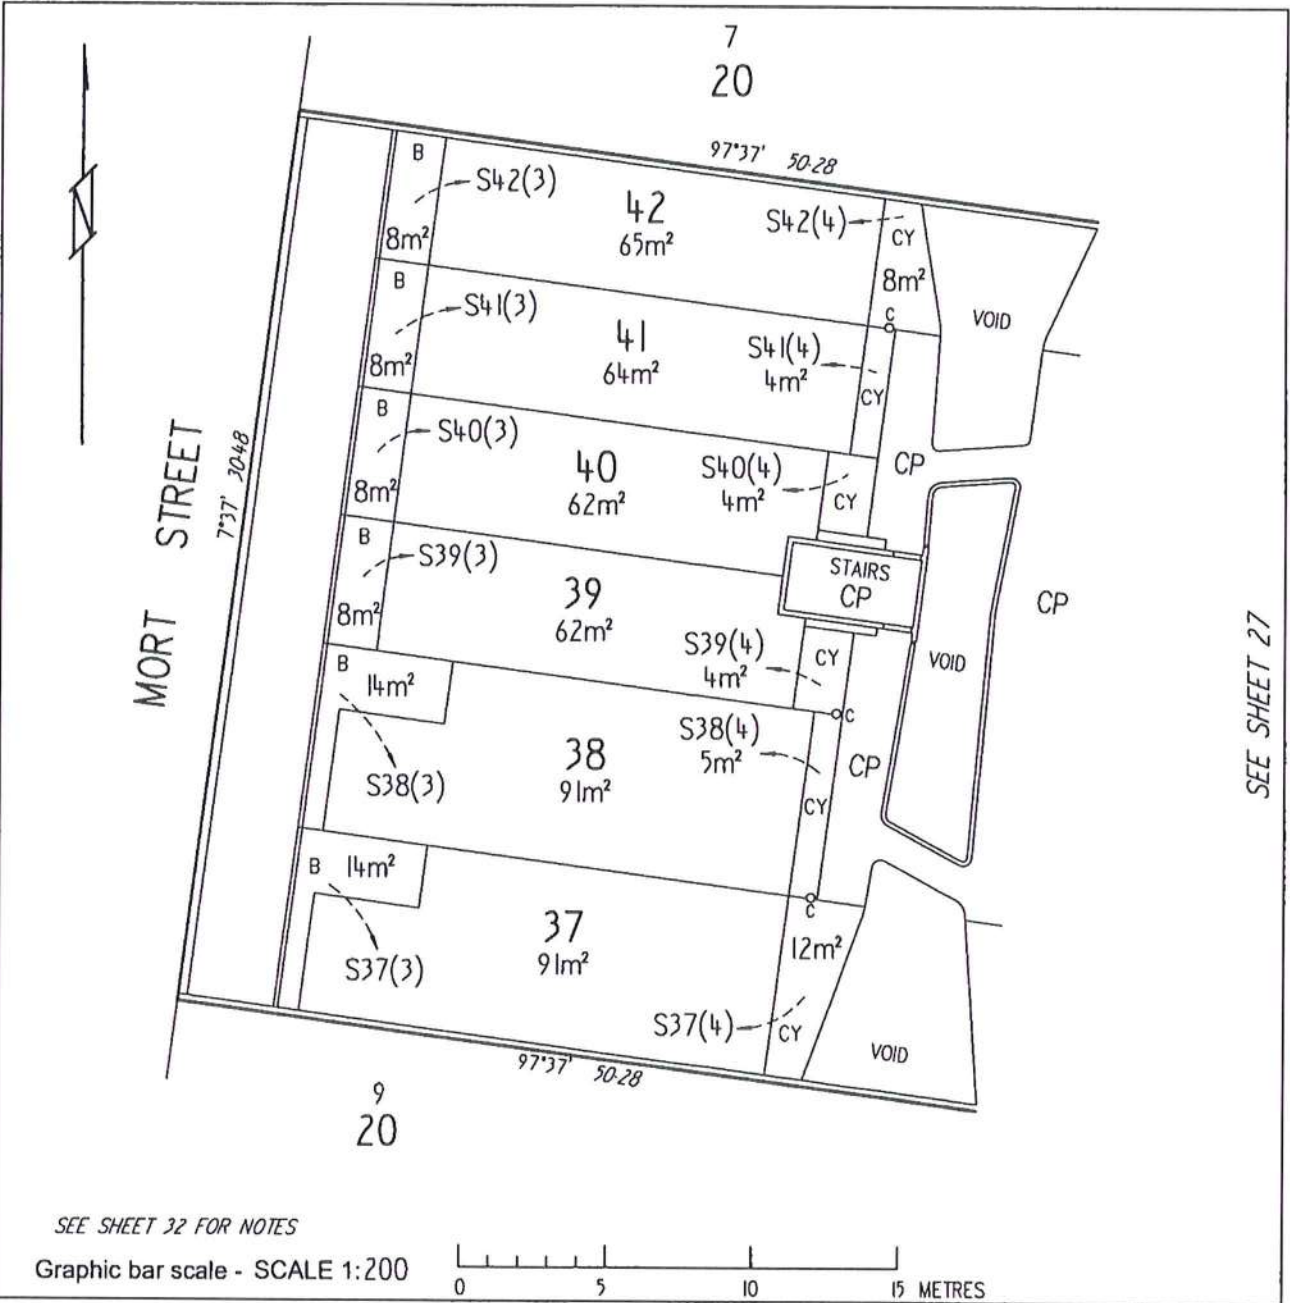 7
20
97°37' 50·28
B
S42(3)
42
65m²
8m²
S42(4)
CY
8m²
VOID
C
B
S41(3)
41
64m²
8m²
S41(4)
4m²
CY
B
S40(3)
40
62m²
8m²
S40(4)
4m²
CY
CP
STAIRS
CP
B
S39(3)
39
62m²
8m²
S39(4)
4m²
CY
C
VOID
CP
MORT STREET
7°37' 30·48
B
14m²
S38(3)
38
91m²
S38(4)
5m²
CY
CP
C
B
14m²
S37(3)
37
91m²
12m²
S37(4)
CY
VOID
97°37' 50·28
9
20
SEE SHEET 27
SEE SHEET 32 FOR NOTES
Graphic bar scale - SCALE 1:200
0 5 10 15 METRES